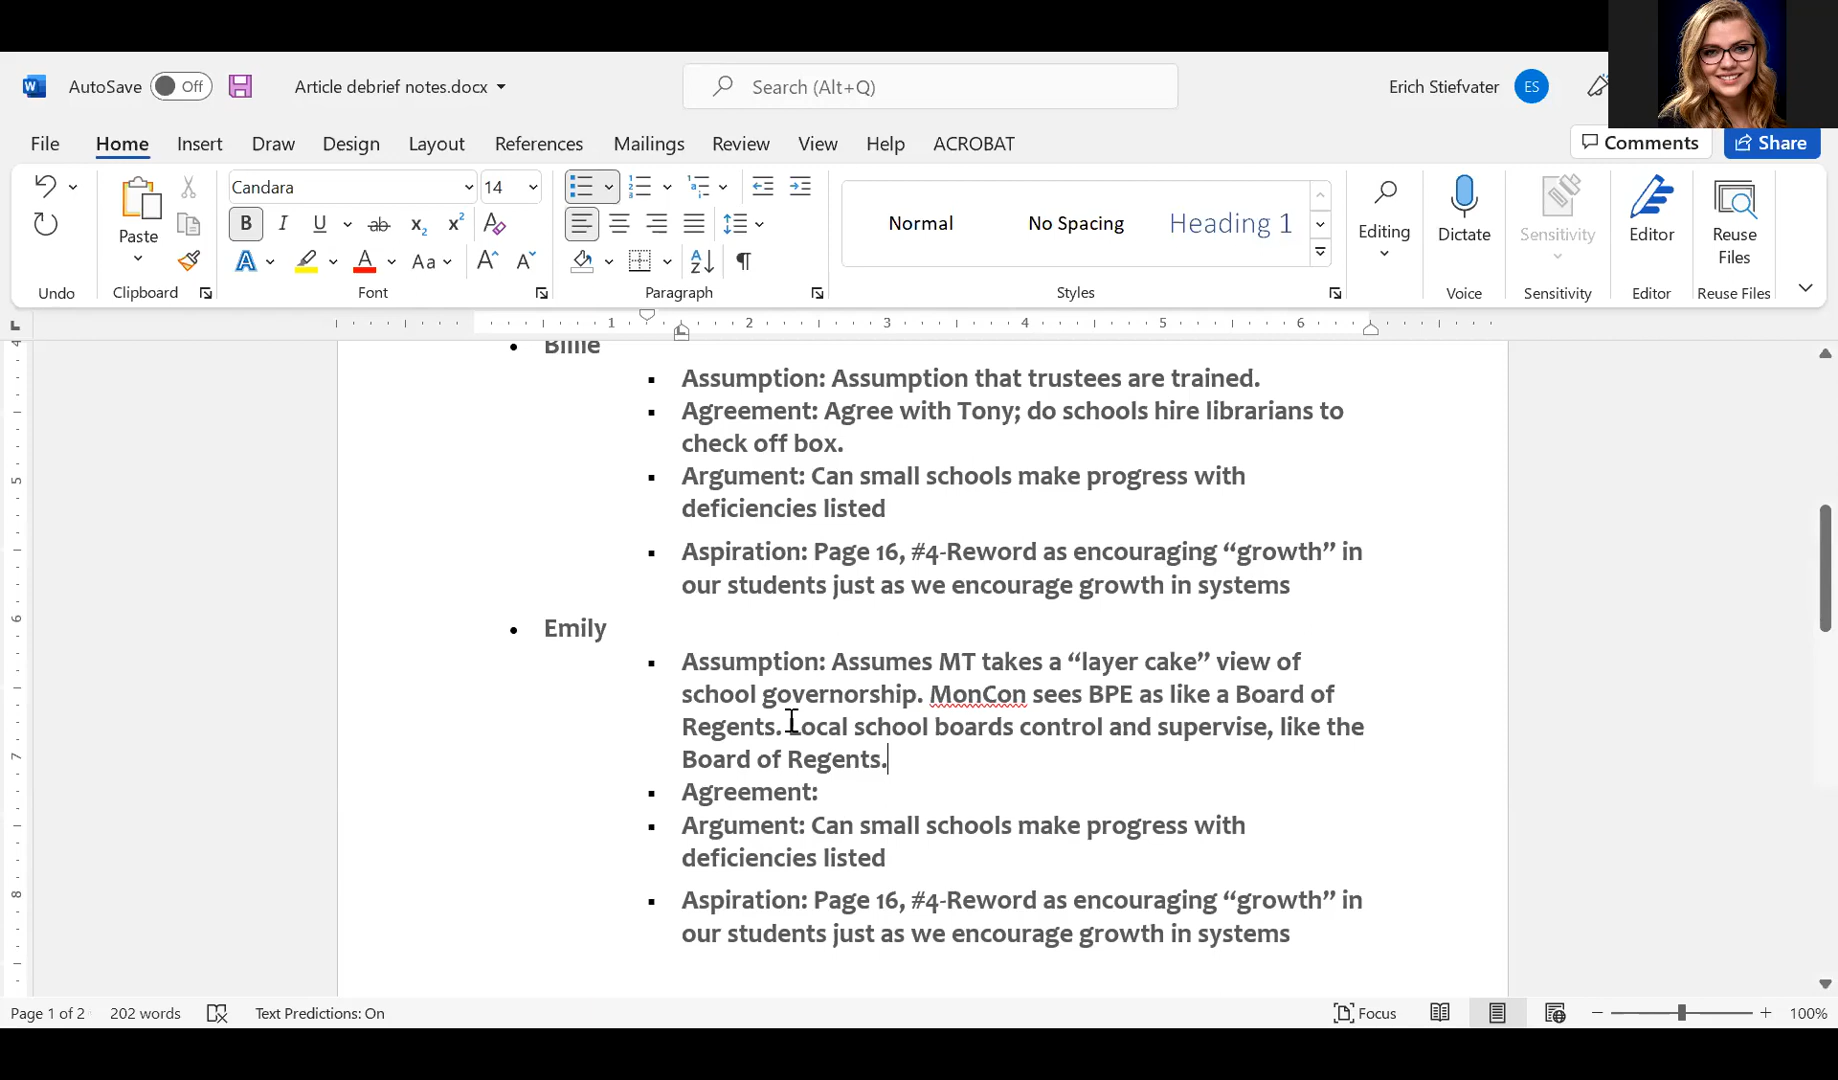 AutoSave Off Article debrief notes.docx Search (Alt+Q) Erich Stiefvater ES
File Home Insert Draw Design Layout References Mailings Review View Help ACROBAT Comments Share
Candara 14
Paste
Normal No Spacing Heading 1
Editing Dictate Sensitivity Editor Reuse Files
Undo Clipboard Font Paragraph Styles Voice Sensitivity Editor Reuse Files
1 2 3 4 5 6
• Billie
▪ Assumption: Assumption that trustees are trained.
▪ Agreement: Agree with Tony; do schools hire librarians to
check off box.
▪ Argument: Can small schools make progress with
deficiencies listed
▪ Aspiration: Page 16, #4-Reword as encouraging “growth” in
our students just as we encourage growth in systems
• Emily
▪ Assumption: Assumes MT takes a “layer cake” view of
school governorship. MonCon sees BPE as like a Board of
Regents. Local school boards control and supervise, like the
Board of Regents.
▪ Agreement:
▪ Argument: Can small schools make progress with
deficiencies listed
▪ Aspiration: Page 16, #4-Reword as encouraging “growth” in
our students just as we encourage growth in systems
Page 1 of 2 202 words Text Predictions: On Focus 100%